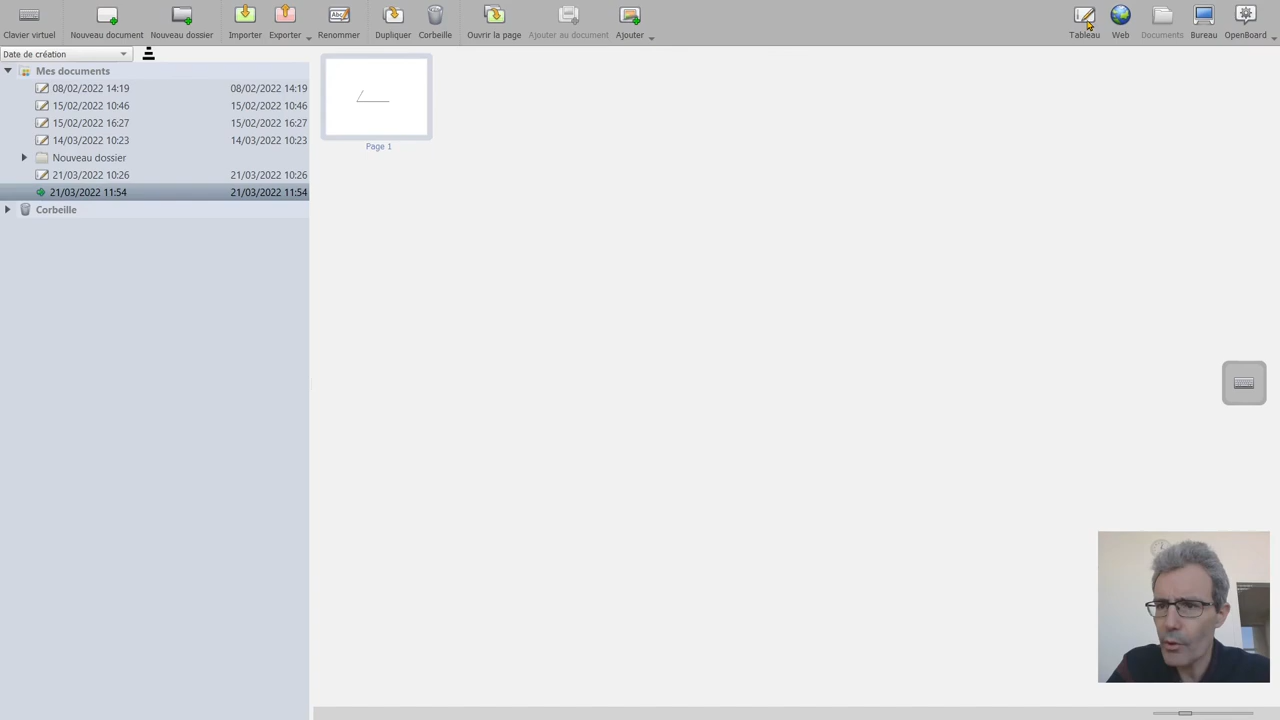 Clavier virtuel
Nouveau document
Nouveau dossier
Importer
Exporter
Renommer
Dupliquer
Corbeille
Ouvrir la page
Ajouter au document
Ajouter
Tableau
Web
Documents
Bureau
OpenBoard
Date de création
Mes documents
08/02/2022 14:19 08/02/2022 14:19
15/02/2022 10:46 15/02/2022 10:46
15/02/2022 16:27 15/02/2022 16:27
14/03/2022 10:23 14/03/2022 10:23
Nouveau dossier
21/03/2022 10:26 21/03/2022 10:26
21/03/2022 11:54 21/03/2022 11:54
Corbeille
Page 1